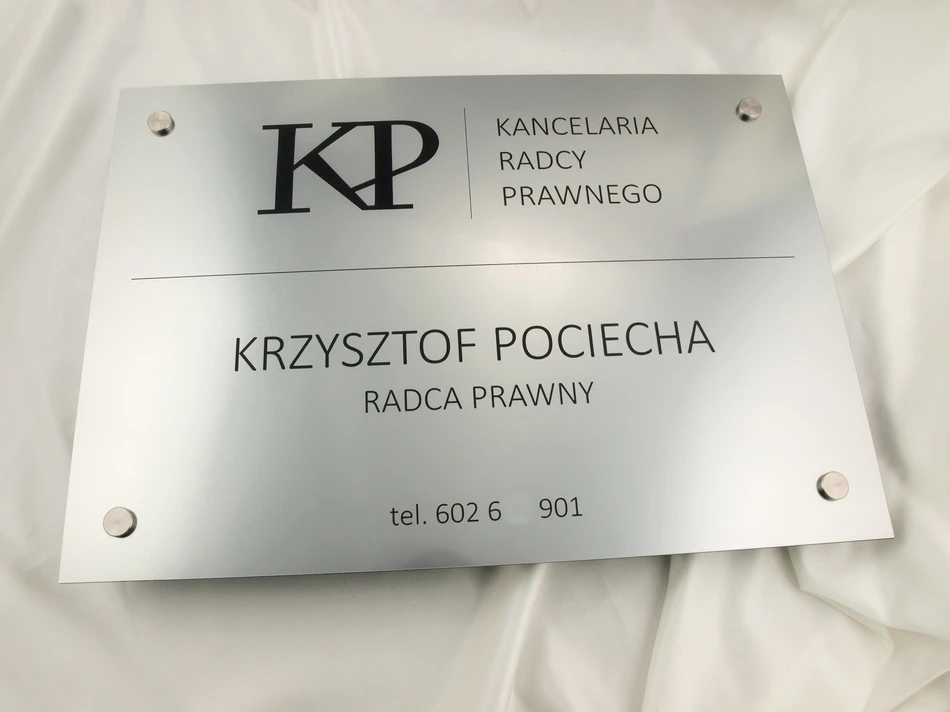 KP
KANCELARIA
RADCY
PRAWNEGO
KRZYSZTOF POCIECHA
RADCA PRAWNY
tel. 602 6 901